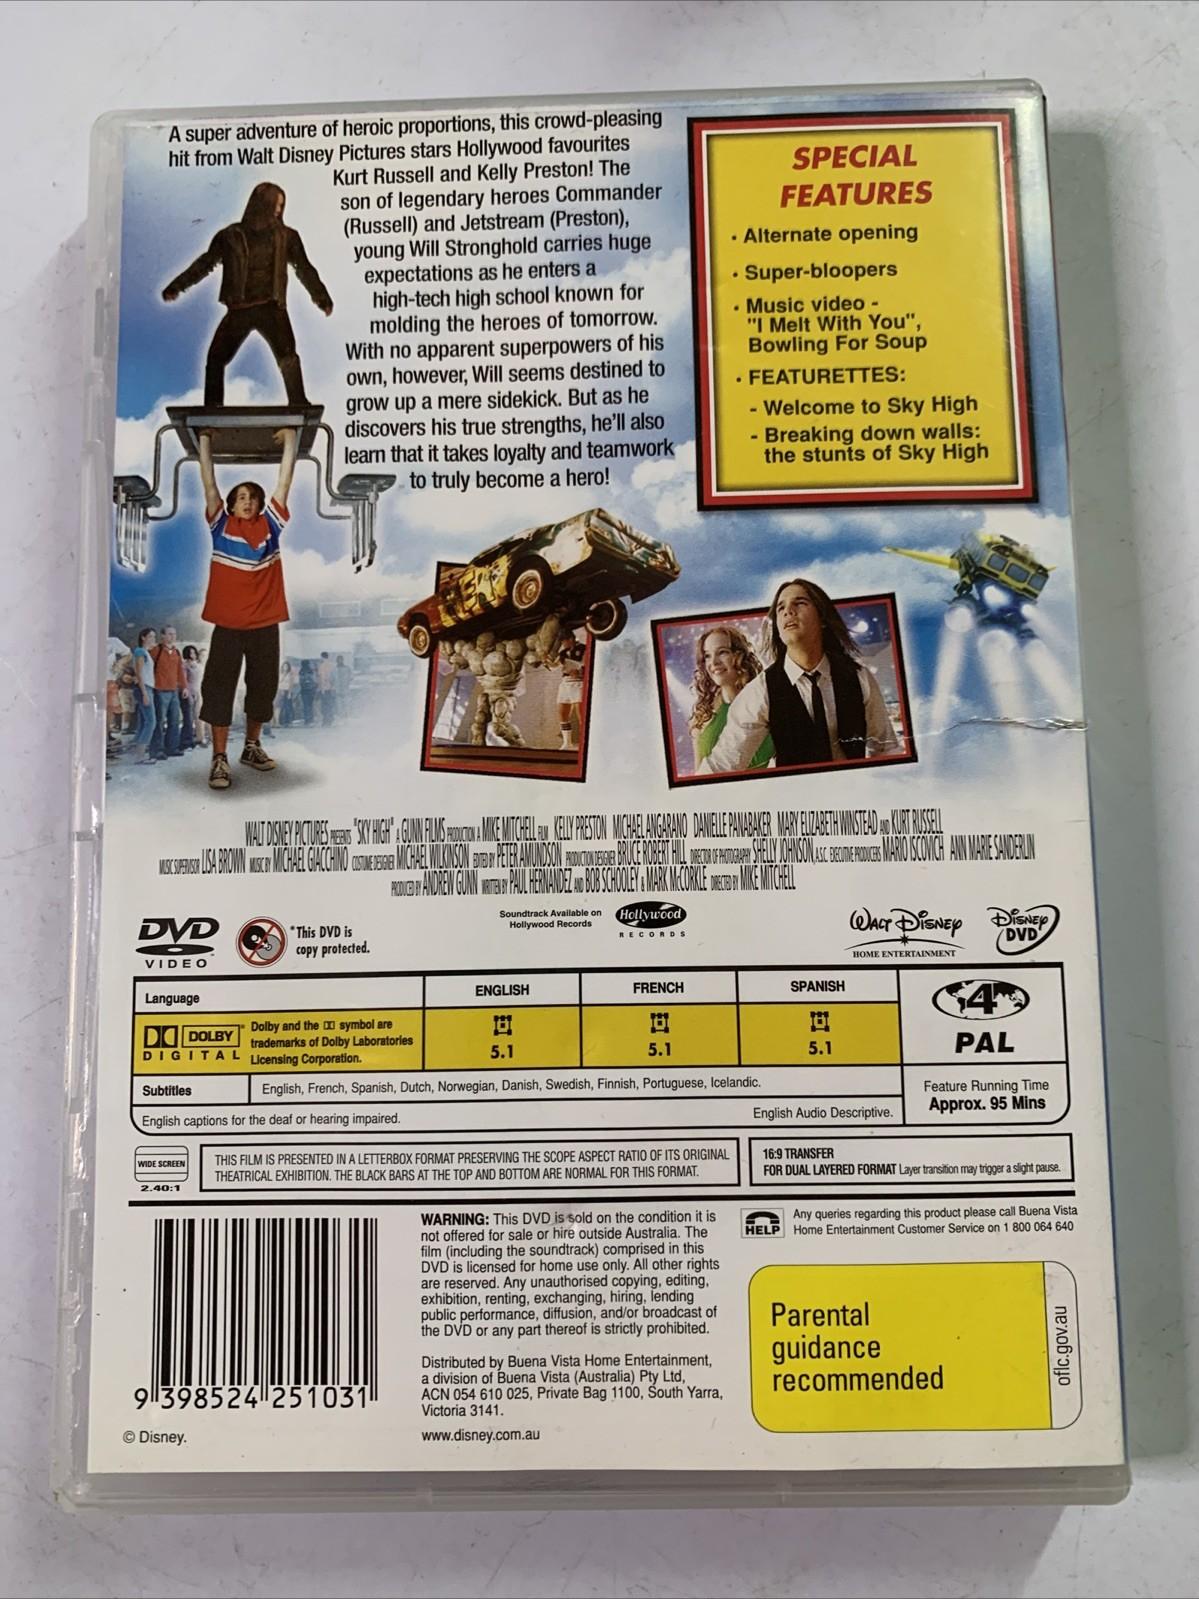 A super adventure of heroic proportions, this crowd-pleasing
hit from Walt Disney Pictures stars Hollywood favourites
Kurt Russell and Kelly Preston! The
son of legendary heroes Commander
(Russell) and Jetstream (Preston),
young Will Stronghold carries huge
expectations as he enters a
high-tech high school known for
molding the heroes of tomorrow.
With no apparent superpowers of his
own, however, Will seems destined to
grow up a mere sidekick. But as he
discovers his true strengths, he'll also
learn that it takes loyalty and teamwork
to truly become a hero!
SPECIAL
FEATURES
· Alternate opening
· Super-bloopers
· Music video -
"I Melt With You",
Bowling For Soup
· FEATURETTES:
- Welcome to Sky High
- Breaking down walls:
the stunts of Sky High
WALT DISNEY PICTURES PRESENTS "SKY HIGH" A GUNN FILMS PRODUCTION A MIKE MITCHELL FILM KELLY PRESTON MICHAEL ANGARANO DANIELLE PANABAKER MARY ELIZABETH WINSTEAD AND KURT RUSSELL
MUSIC SUPERVISOR LISA BROWN MUSIC BY MICHAEL GIACCHINO COSTUME DESIGNER MICHAEL WILKINSON EDITED BY PETER AMUNDSON PRODUCTION DESIGNER BRUCE ROBERT HILL DIRECTOR OF PHOTOGRAPHY SHELLY JOHNSON, A.S.C. EXECUTIVE PRODUCERS MARIO ISCOVICH ANN MARIE SANDERLIN
PRODUCED BY ANDREW GUNN WRITTEN BY PAUL HERNANDEZ AND BOB SCHOOLEY & MARK McCORKLE DIRECTED BY MIKE MITCHELL
DVD
VIDEO
*This DVD is
copy protected.
Soundtrack Available on
Hollywood Records
Hollywood
RECORDS
WALT DISNEY
HOME ENTERTAINMENT
DISNEY
DVD
Language
ENGLISH
FRENCH
SPANISH
DOLBY
DIGITAL
Dolby and the DD symbol are
trademarks of Dolby Laboratories
Licensing Corporation.
5.1
5.1
5.1
4
PAL
Subtitles
English, French, Spanish, Dutch, Norwegian, Danish, Swedish, Finnish, Portuguese, Icelandic.
English captions for the deaf or hearing impaired.
English Audio Descriptive.
Feature Running Time
Approx. 95 Mins
WIDE SCREEN
2.40:1
THIS FILM IS PRESENTED IN A LETTERBOX FORMAT PRESERVING THE SCOPE ASPECT RATIO OF ITS ORIGINAL
THEATRICAL EXHIBITION. THE BLACK BARS AT THE TOP AND BOTTOM ARE NORMAL FOR THIS FORMAT.
16:9 TRANSFER
FOR DUAL LAYERED FORMAT Layer transition may trigger a slight pause.
9 398524 251031
© Disney.
WARNING: This DVD is sold on the condition it is
not offered for sale or hire outside Australia. The
film (including the soundtrack) comprised in this
DVD is licensed for home use only. All other rights
are reserved. Any unauthorised copying, editing,
exhibition, renting, exchanging, hiring, lending
public performance, diffusion, and/or broadcast of
the DVD or any part thereof is strictly prohibited.
Distributed by Buena Vista Home Entertainment,
a division of Buena Vista (Australia) Pty Ltd,
ACN 054 610 025, Private Bag 1100, South Yarra,
Victoria 3141.
www.disney.com.au
HELP
Any queries regarding this product please call Buena Vista
Home Entertainment Customer Service on 1 800 064 640
Parental
guidance
recommended
oflc.gov.au